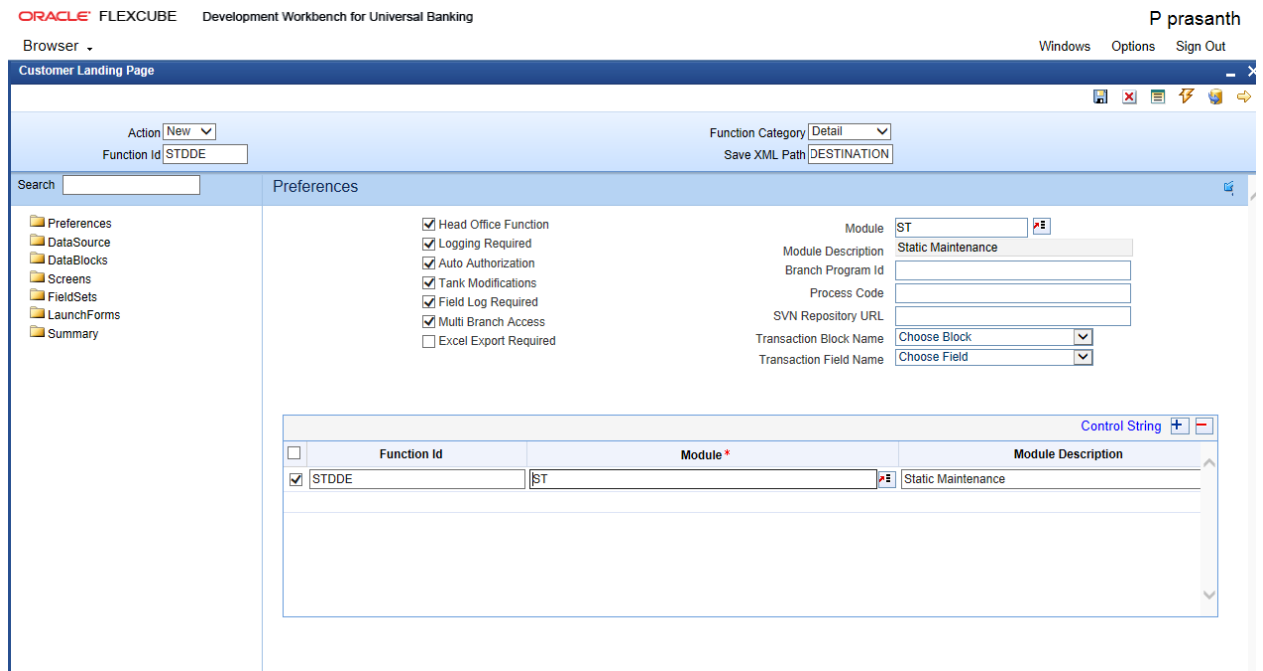 ORACLE FLEXCUBE Development Workbench for Universal Banking P prasanth
Browser Windows Options Sign Out
Customer Landing Page
Action New Function Category Detail
Function Id STDDE Save XML Path DESTINATION
Search Preferences
Preferences
DataSource
DataBlocks
Screens
FieldSets
LaunchForms
Summary
Head Office Function
Logging Required
Auto Authorization
Tank Modifications
Field Log Required
Multi Branch Access
Excel Export Required
Module ST
Module Description Static Maintenance
Branch Program Id
Process Code
SVN Repository URL
Transaction Block Name Choose Block
Transaction Field Name Choose Field
Control String
Function Id Module* Module Description
STDDE ST Static Maintenance